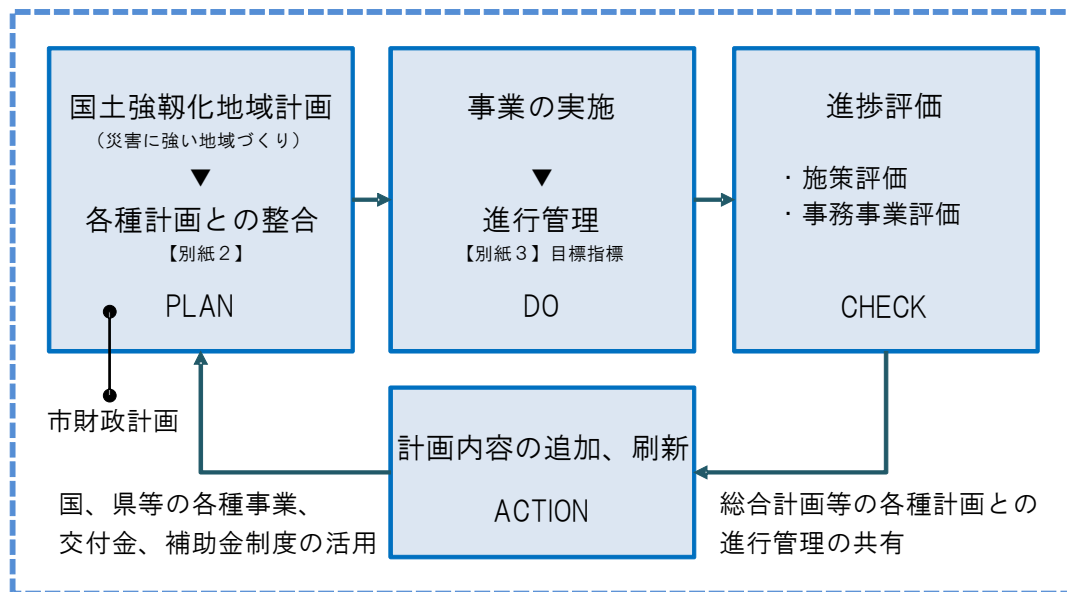 国土強靱化地域計画
（災害に強い地域づくり）
▼
各種計画との整合
【別紙２】
PLAN
事業の実施
▼
進行管理
【別紙３】目標指標
DO
進捗評価
・施策評価
・事務事業評価
CHECK
市財政計画
計画内容の追加、刷新
ACTION
国、県等の各種事業、
交付金、補助金制度の活用
総合計画等の各種計画との
進行管理の共有